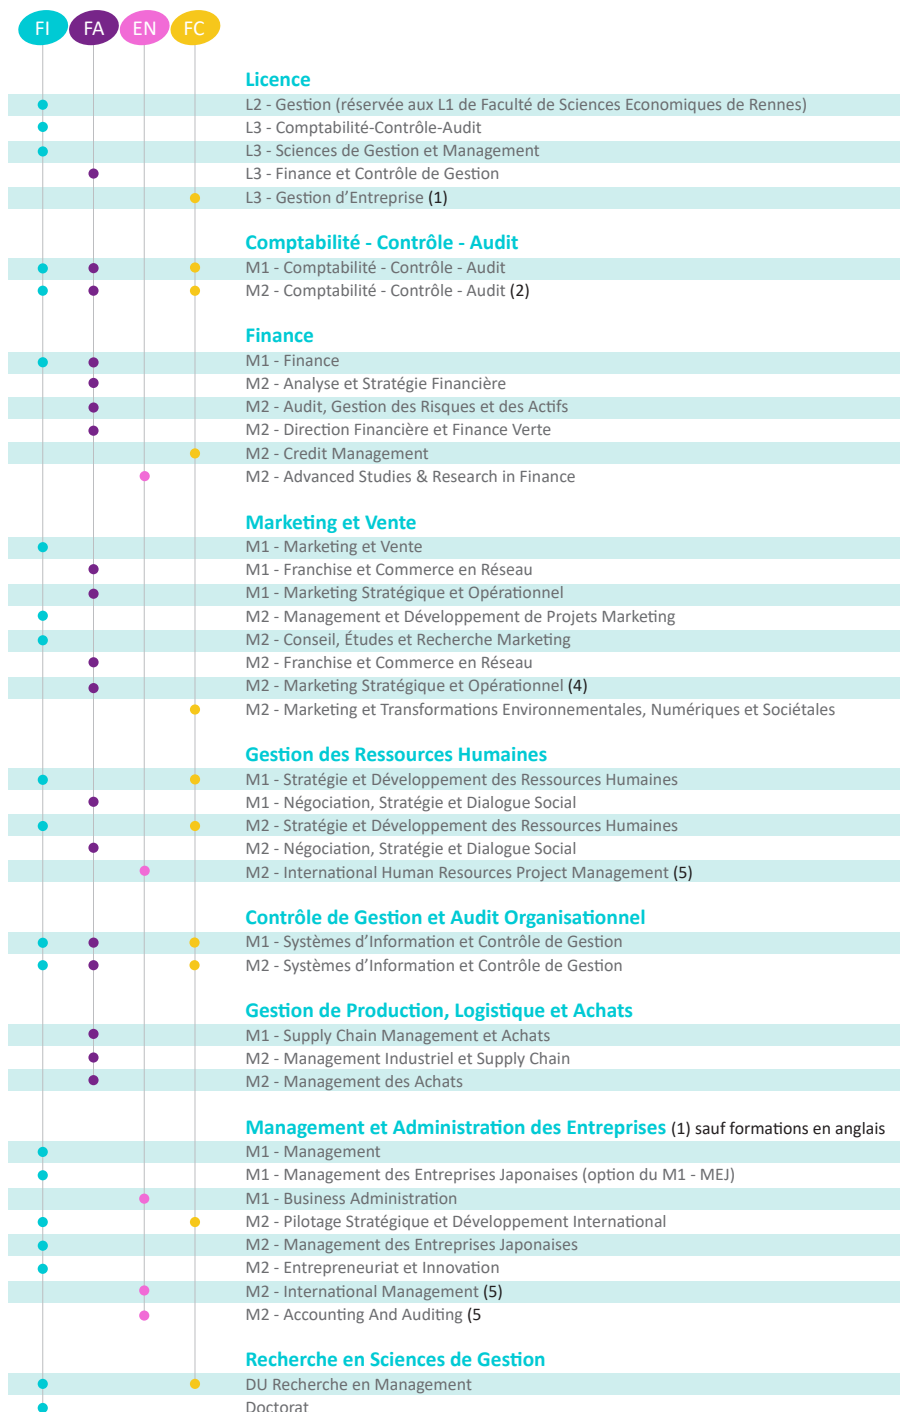 FI FA EN FC
Licence
L2 - Gestion (réservée aux L1 de Faculté de Sciences Economiques de Rennes)
L3 - Comptabilité-Contrôle-Audit
L3 - Sciences de Gestion et Management
L3 - Finance et Contrôle de Gestion
L3 - Gestion d'Entreprise (1)
Comptabilité - Contrôle - Audit
M1 - Comptabilité - Contrôle - Audit
M2 - Comptabilité - Contrôle - Audit (2)
Finance
M1 - Finance
M2 - Analyse et Stratégie Financière
M2 - Audit, Gestion des Risques et des Actifs
M2 - Direction Financière et Finance Verte
M2 - Credit Management
M2 - Advanced Studies & Research in Finance
Marketing et Vente
M1 - Marketing et Vente
M1 - Franchise et Commerce en Réseau
M1 - Marketing Stratégique et Opérationnel
M2 - Management et Développement de Projets Marketing
M2 - Conseil, Études et Recherche Marketing
M2 - Franchise et Commerce en Réseau
M2 - Marketing Stratégique et Opérationnel (4)
M2 - Marketing et Transformations Environnementales, Numériques et Sociétales
Gestion des Ressources Humaines
M1 - Stratégie et Développement des Ressources Humaines
M1 - Négociation, Stratégie et Dialogue Social
M2 - Stratégie et Développement des Ressources Humaines
M2 - Négociation, Stratégie et Dialogue Social
M2 - International Human Resources Project Management (5)
Contrôle de Gestion et Audit Organisationnel
M1 - Systèmes d'Information et Contrôle de Gestion
M2 - Systèmes d'Information et Contrôle de Gestion
Gestion de Production, Logistique et Achats
M1 - Supply Chain Management et Achats
M2 - Management Industriel et Supply Chain
M2 - Management des Achats
Management et Administration des Entreprises (1) sauf formations en anglais
M1 - Management
M1 - Management des Entreprises Japonaises (option du M1 - MEJ)
M1 - Business Administration
M2 - Pilotage Stratégique et Développement International
M2 - Management des Entreprises Japonaises
M2 - Entrepreneuriat et Innovation
M2 - International Management (5)
M2 - Accounting And Auditing (5
Recherche en Sciences de Gestion
DU Recherche en Management
Doctorat